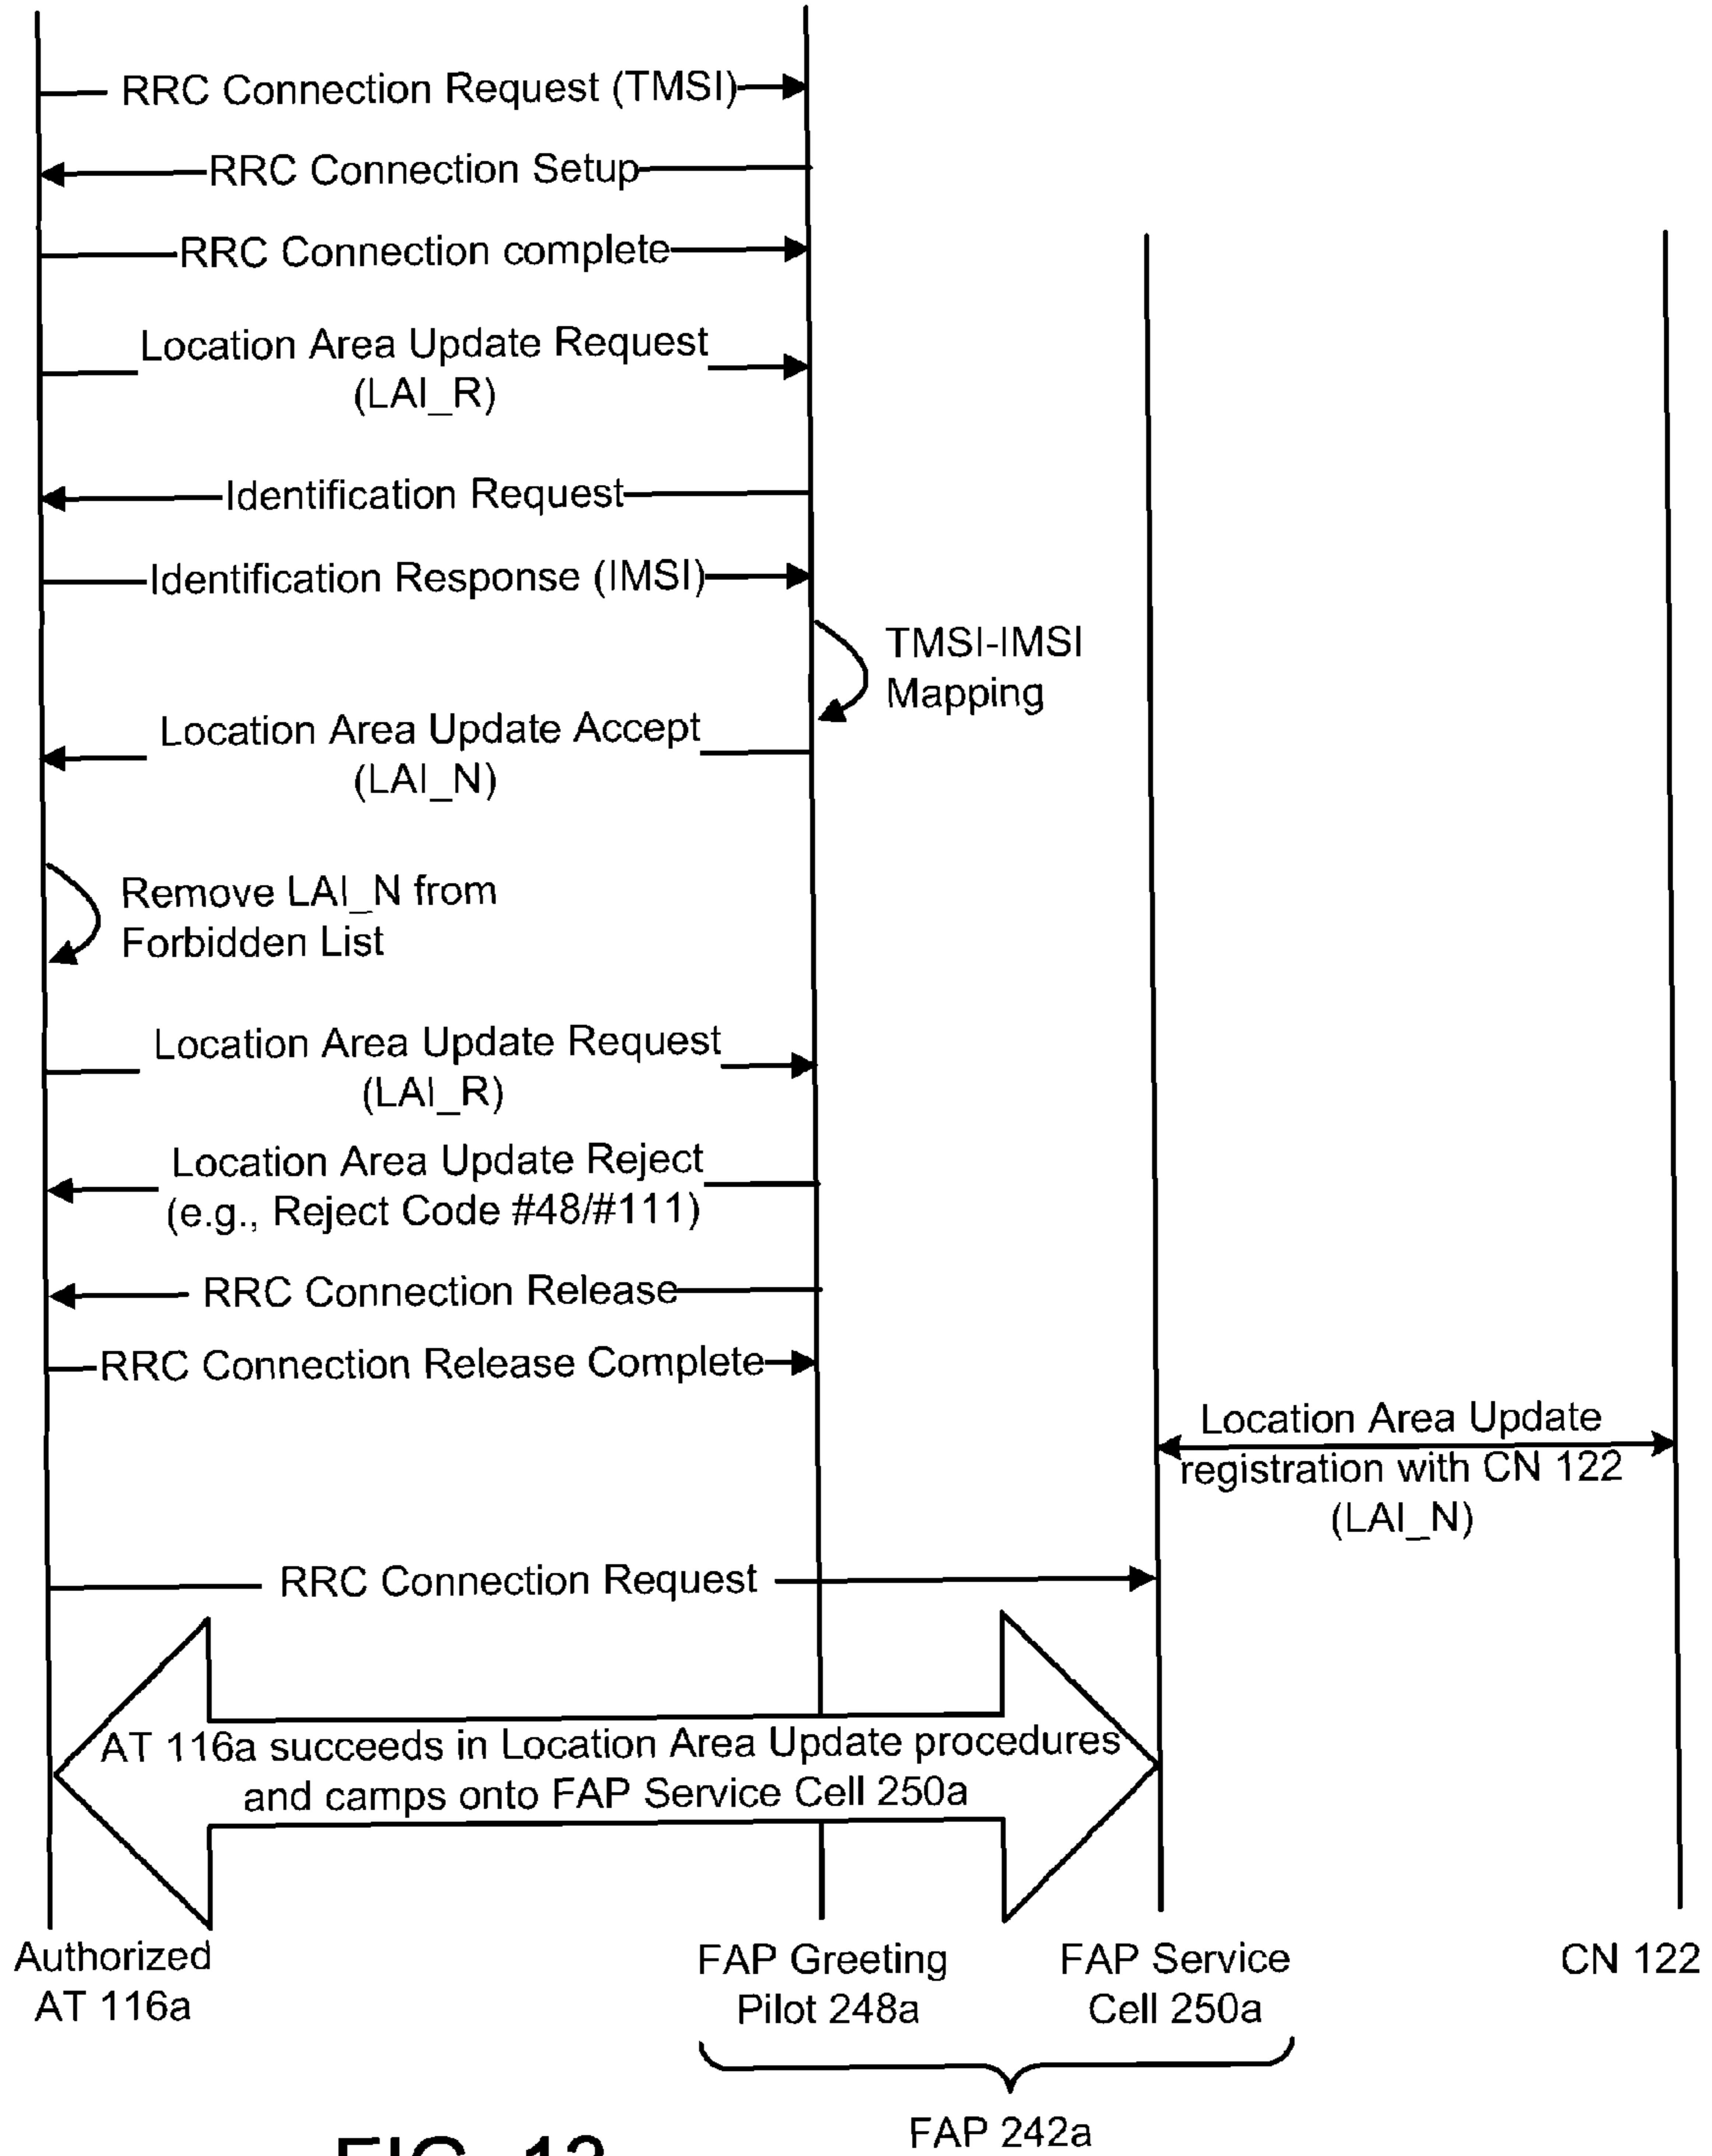 RRC Connection Request (TMSI)
RRC Connection Setup
RRC Connection complete
Location Area Update Request
(LAI_R)
Identification Request
Identification Response (IMSI)
TMSI-IMSI
Mapping
Location Area Update Accept
(LAI_N)
Remove LAI_N from
Forbidden List
Location Area Update Request
(LAI_R)
Location Area Update Reject
(e.g., Reject Code #48/#111)
RRC Connection Release
RRC Connection Release Complete
Location Area Update
registration with CN 122
(LAI_N)
RRC Connection Request
AT 116a succeeds in Location Area Update procedures
and camps onto FAP Service Cell 250a
Authorized
AT 116a
FAP Greeting
Pilot 248a
FAP Service
Cell 250a
CN 122
FAP 242a